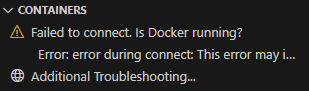 CONTAINERS
Failed to connect. Is Docker running?
Error: error during connect: This error may i...
Additional Troubleshooting...